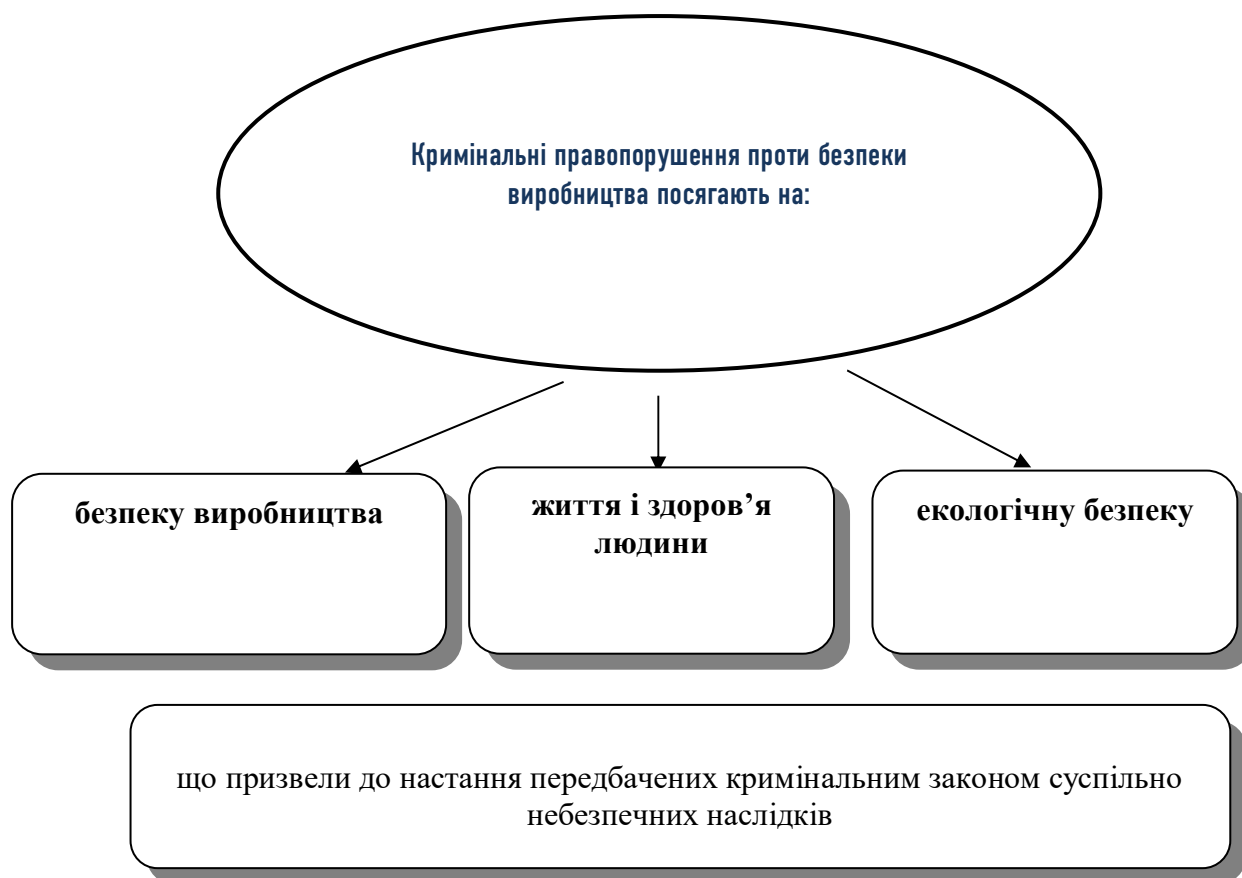 Кримінальні правопорушення проти безпеки
виробництва посягають на:
безпеку виробництва
життя і здоров’я
людини
екологічну безпеку
що призвели до настання передбачених кримінальним законом суспільно
небезпечних наслідків